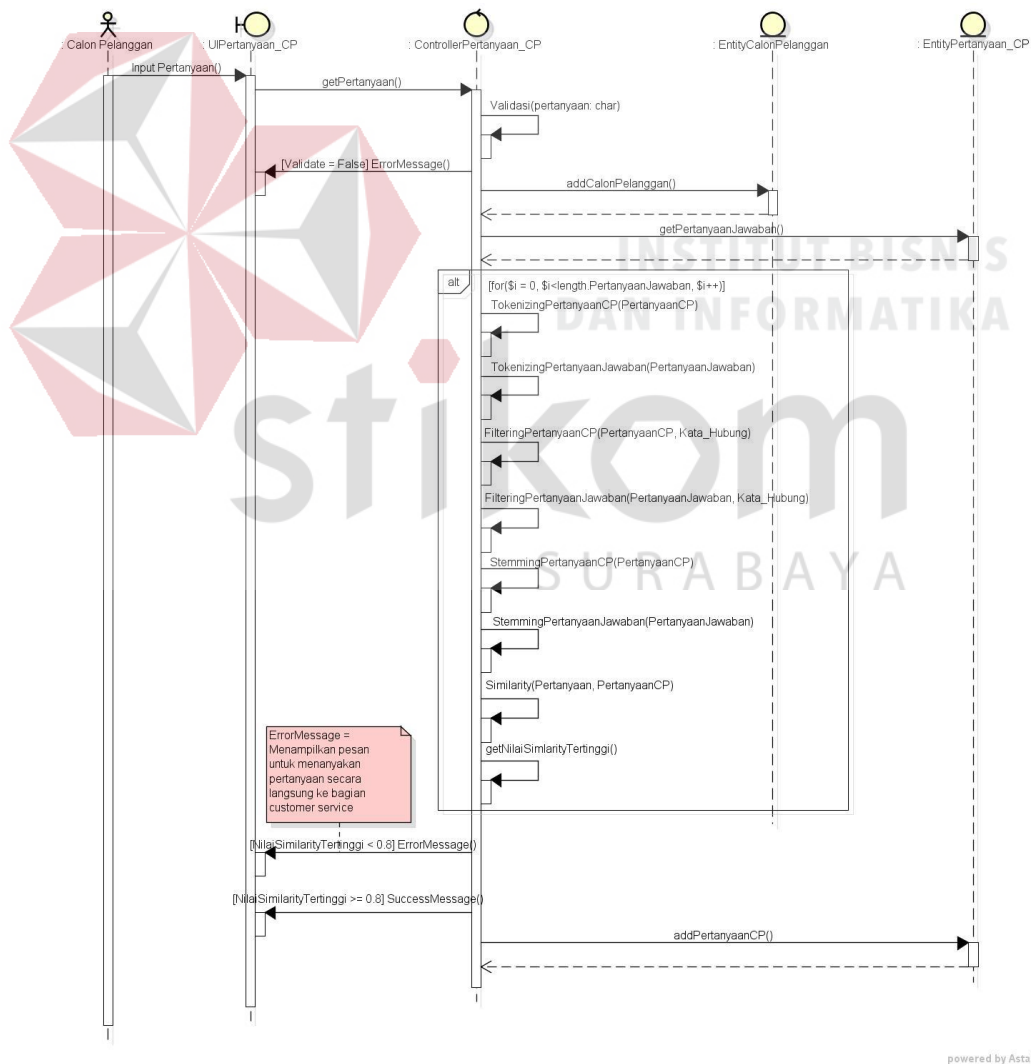 : Calon Pelanggan
: UIPertanyaan_CP
: ControllerPertanyaan_CP
: EntityCalonPelanggan
: EntityPertanyaan_CP
Input Pertanyaan()
getPertanyaan()
Validasi(pertanyaan: char)
[Validate = False] ErrorMessage()
addCalonPelanggan()
getPertanyaanJawaban()
INSTITUT BISNIS
DAN INFORMATIKA
stikom
SURABAYA
alt
[for($i = 0, $i<length.PertanyaanJawaban, $i++)]
TokenizingPertanyaanCP(PertanyaanCP)
TokenizingPertanyaanJawaban(PertanyaanJawaban)
FilteringPertanyaanCP(PertanyaanCP, Kata_Hubung)
FilteringPertanyaanJawaban(PertanyaanJawaban, Kata_Hubung)
StemmingPertanyaanCP(PertanyaanCP)
StemmingPertanyaanJawaban(PertanyaanJawaban)
Similarity(Pertanyaan, PertanyaanCP)
getNilaiSimlarityTertinggi()
ErrorMessage =
Menampilkan pesan
untuk menanyakan
pertanyaan secara
langsung ke bagian
customer service
[NilaiSimilarityTertinggi < 0.8] ErrorMessage()
[NilaiSimilarityTertinggi >= 0.8] SuccessMessage()
addPertanyaanCP()
powered by Asta